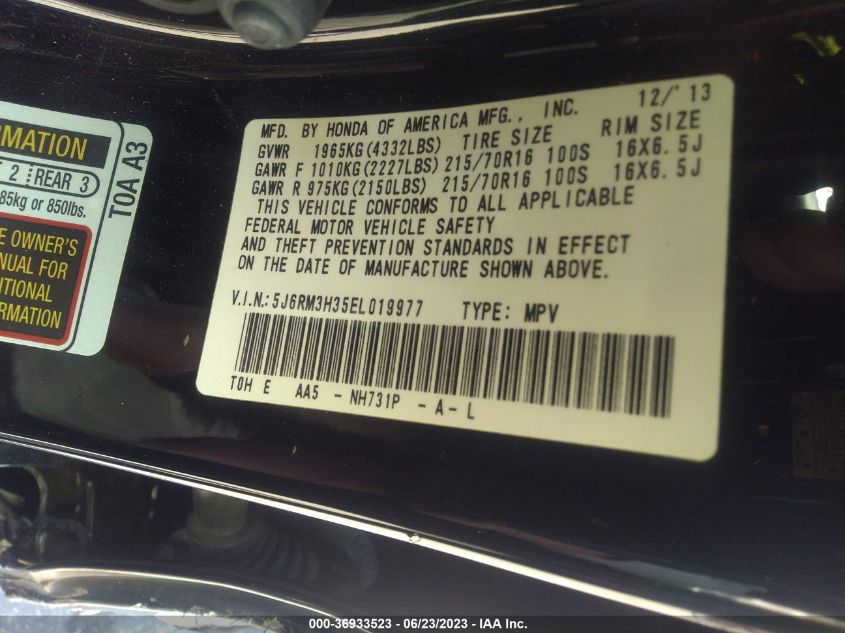 RMATION
2 REAR 3
85kg or 850lbs.
E OWNER'S
NUAL FOR
ITIONAL
RMATION
TOA A3
12/'13
MFD. BY HONDA OF AMERICA MFG., INC.
GVWR 1965KG(4332LBS) TIRE SIZE RIM SIZE
GAWR F 1010KG(2227LBS) 215/70R16 100S 16X6.5J
GAWR R 975KG(2150LBS) 215/70R16 100S 16X6.5J
THIS VEHICLE CONFORMS TO ALL APPLICABLE
FEDERAL MOTOR VEHICLE SAFETY
AND THEFT PREVENTION STANDARDS IN EFFECT
ON THE DATE OF MANUFACTURE SHOWN ABOVE.
V.I.N.: 5J6RM3H35EL019977 TYPE: MPV
TOH E AA5 - NH731P - A - L
000-36933523 - 06/23/2023 - IAA Inc.